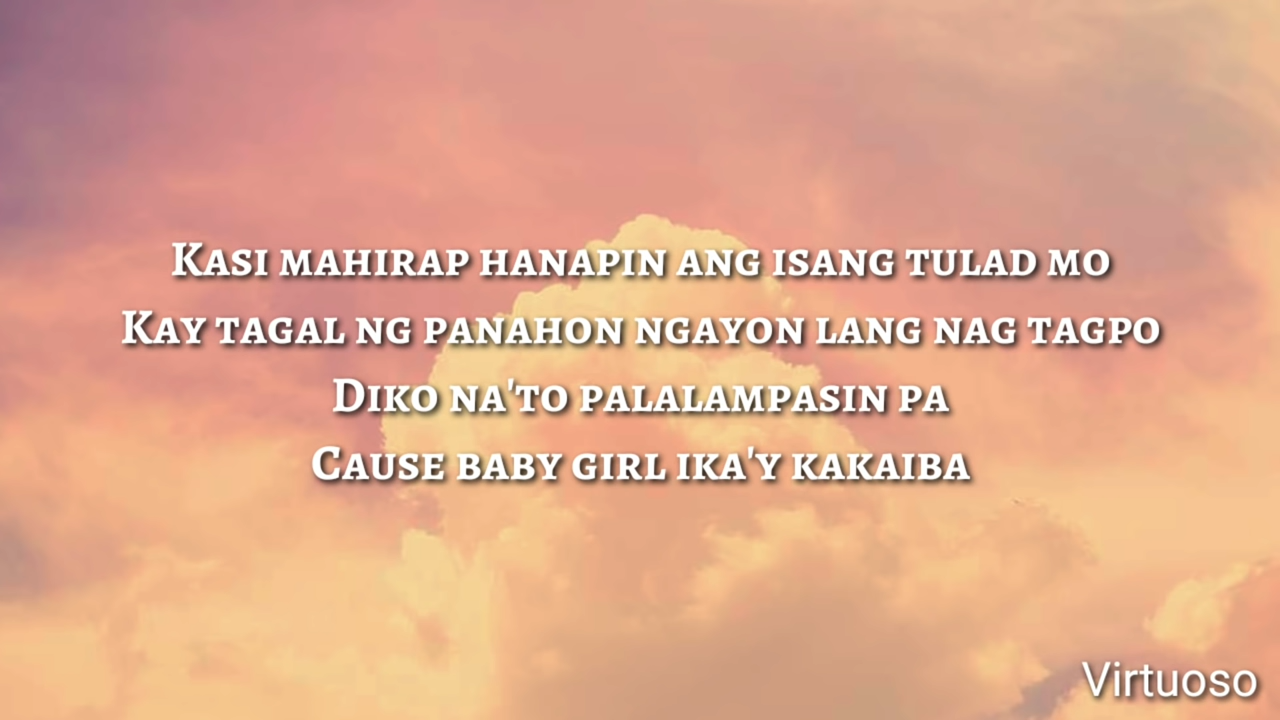 Kasi mahirap hanapin ang isang tulad mo
Kay tagal ng panahon ngayon lang nag tagpo
Diko na'to palalampasin pa
Cause baby girl ika'y kakaiba
Virtuoso